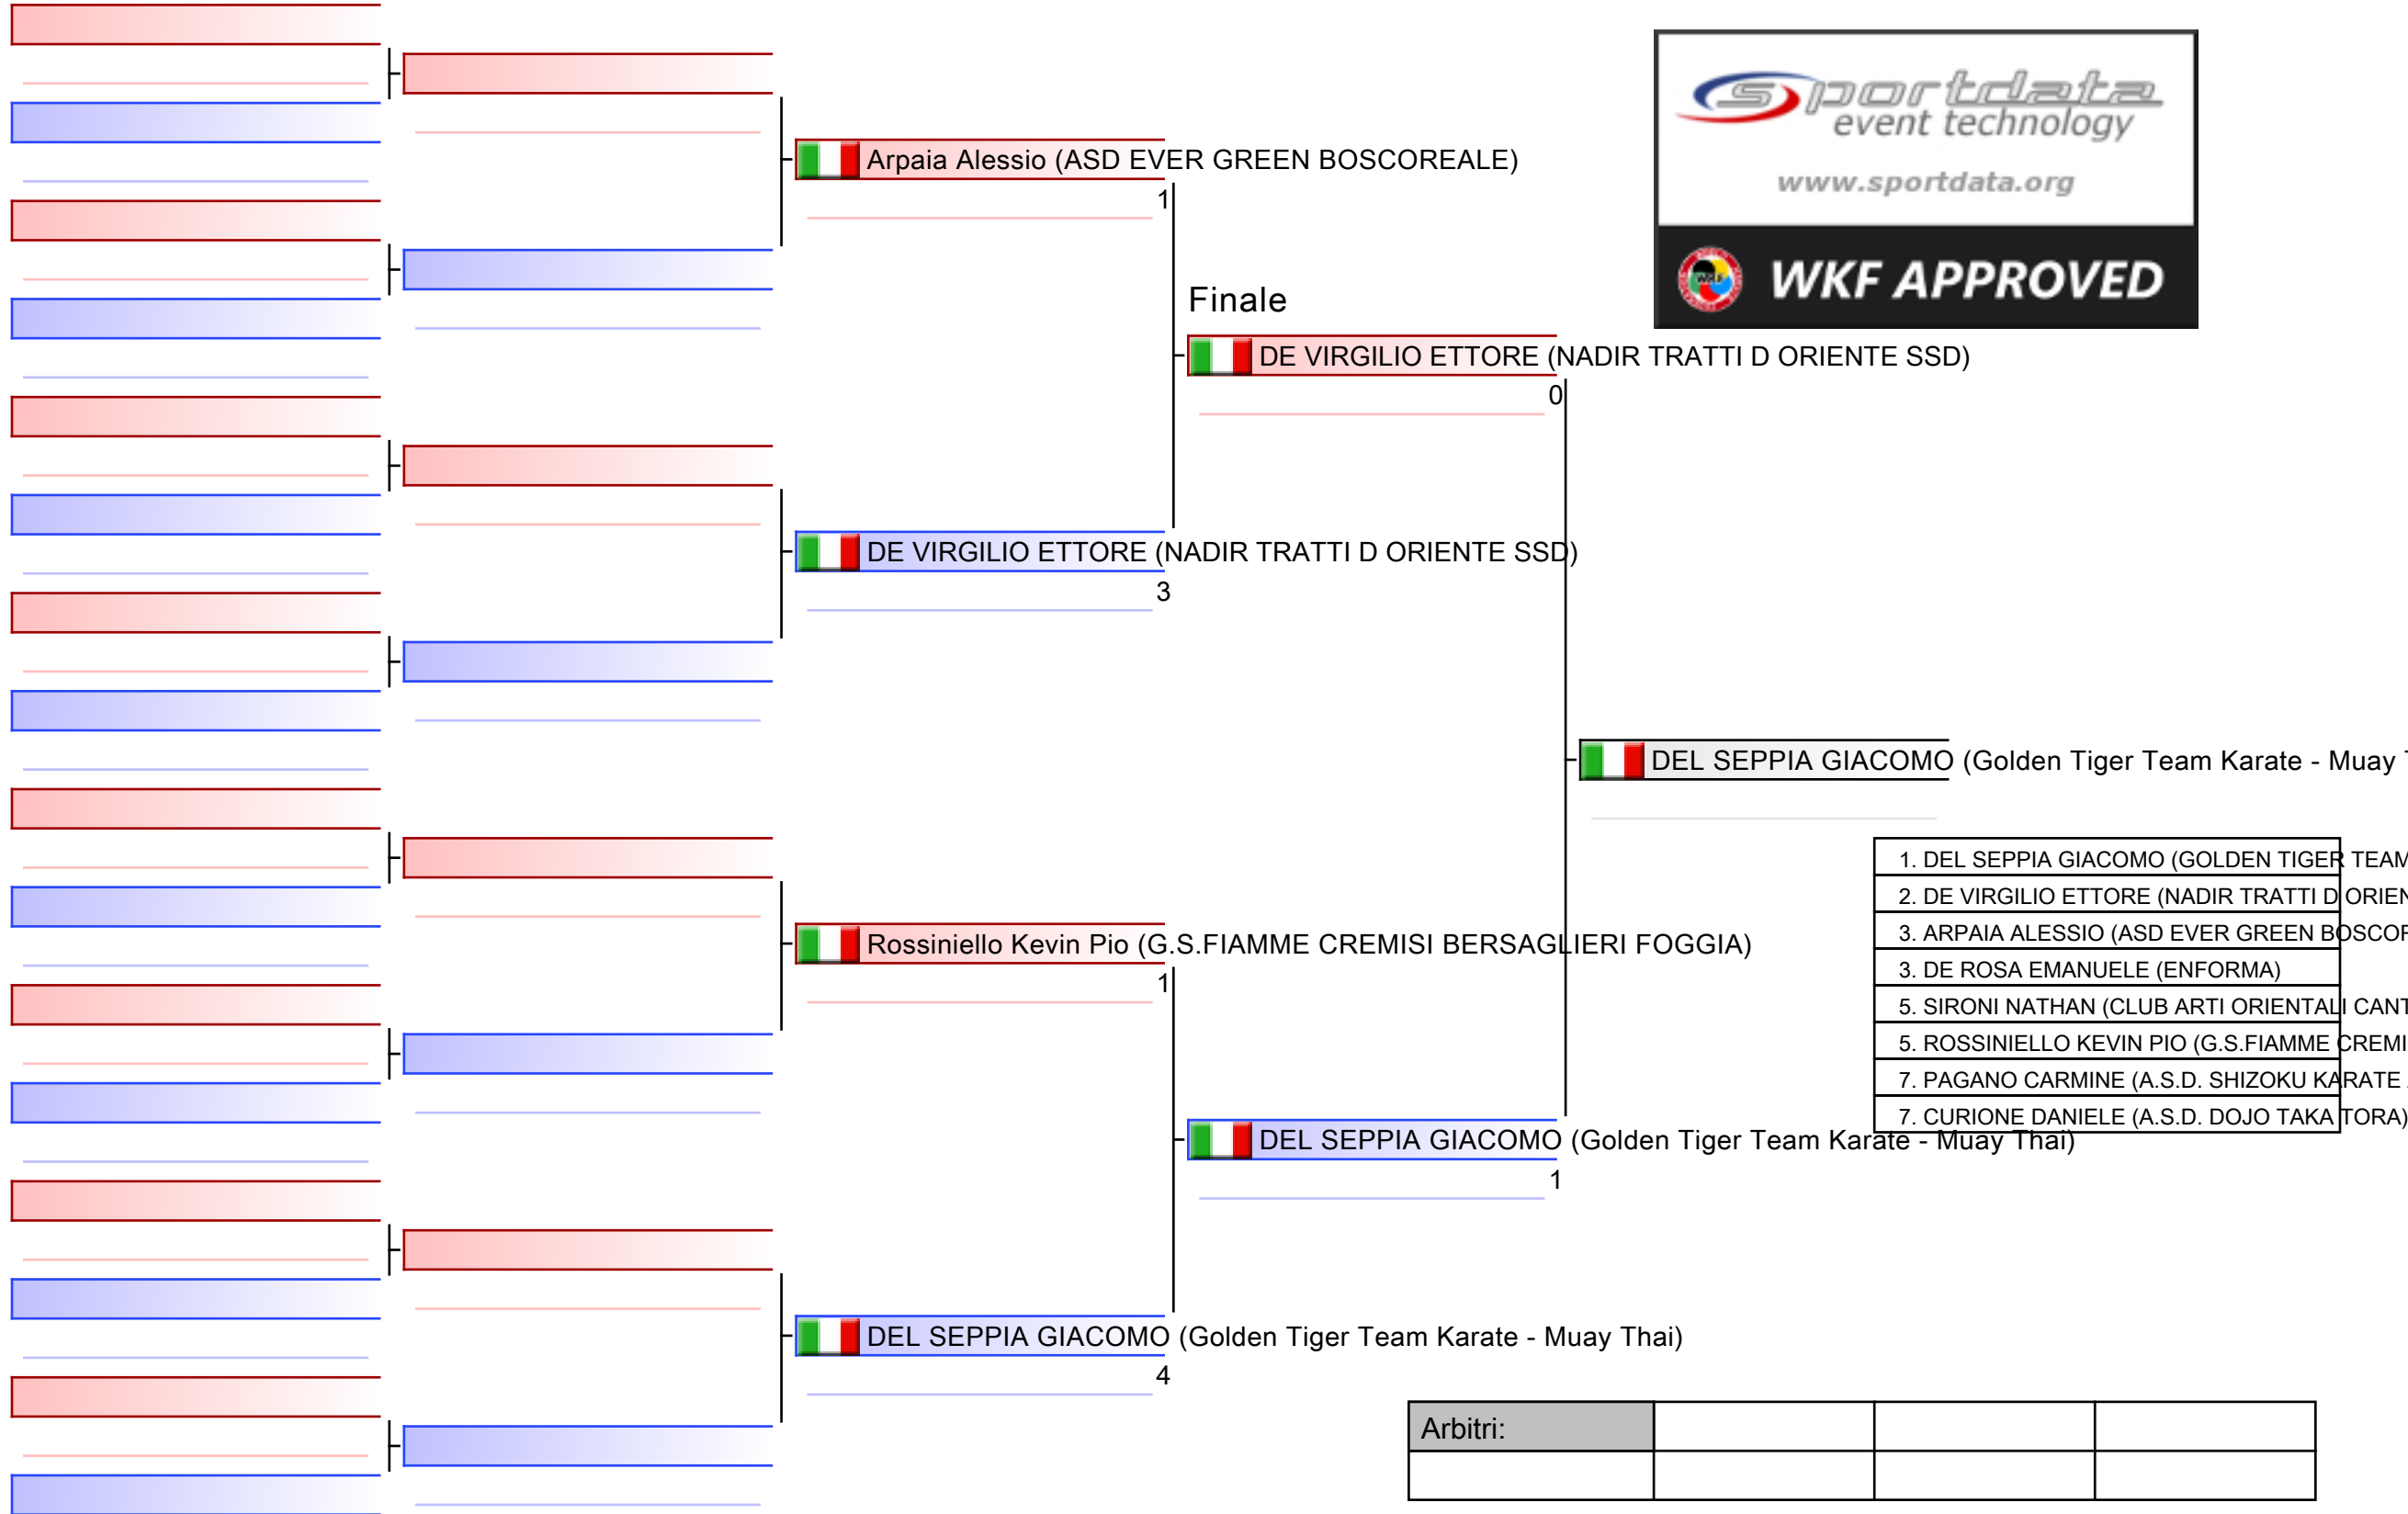 sportdata
event technology
www.sportdata.org
WKF APPROVED
Arpaia Alessio (ASD EVER GREEN BOSCOREALE)
1
Finale
DE VIRGILIO ETTORE (NADIR TRATTI D ORIENTE SSD)
0
DE VIRGILIO ETTORE (NADIR TRATTI D ORIENTE SSD)
3
DEL SEPPIA GIACOMO (Golden Tiger Team Karate - Muay
1. DEL SEPPIA GIACOMO (GOLDEN TIGER TEAM
2. DE VIRGILIO ETTORE (NADIR TRATTI D ORIEN
3. ARPAIA ALESSIO (ASD EVER GREEN BOSCOR
3. DE ROSA EMANUELE (ENFORMA)
5. SIRONI NATHAN (CLUB ARTI ORIENTALI CANT
5. ROSSINIELLO KEVIN PIO (G.S.FIAMME CREMI
7. PAGANO CARMINE (A.S.D. SHIZOKU KARATE
7. CURIONE DANIELE (A.S.D. DOJO TAKA TORA)
Rossiniello Kevin Pio (G.S.FIAMME CREMISI BERSAGLIERI FOGGIA)
1
DEL SEPPIA GIACOMO (Golden Tiger Team Karate - Muay Thai)
1
DEL SEPPIA GIACOMO (Golden Tiger Team Karate - Muay Thai)
4
Arbitri: